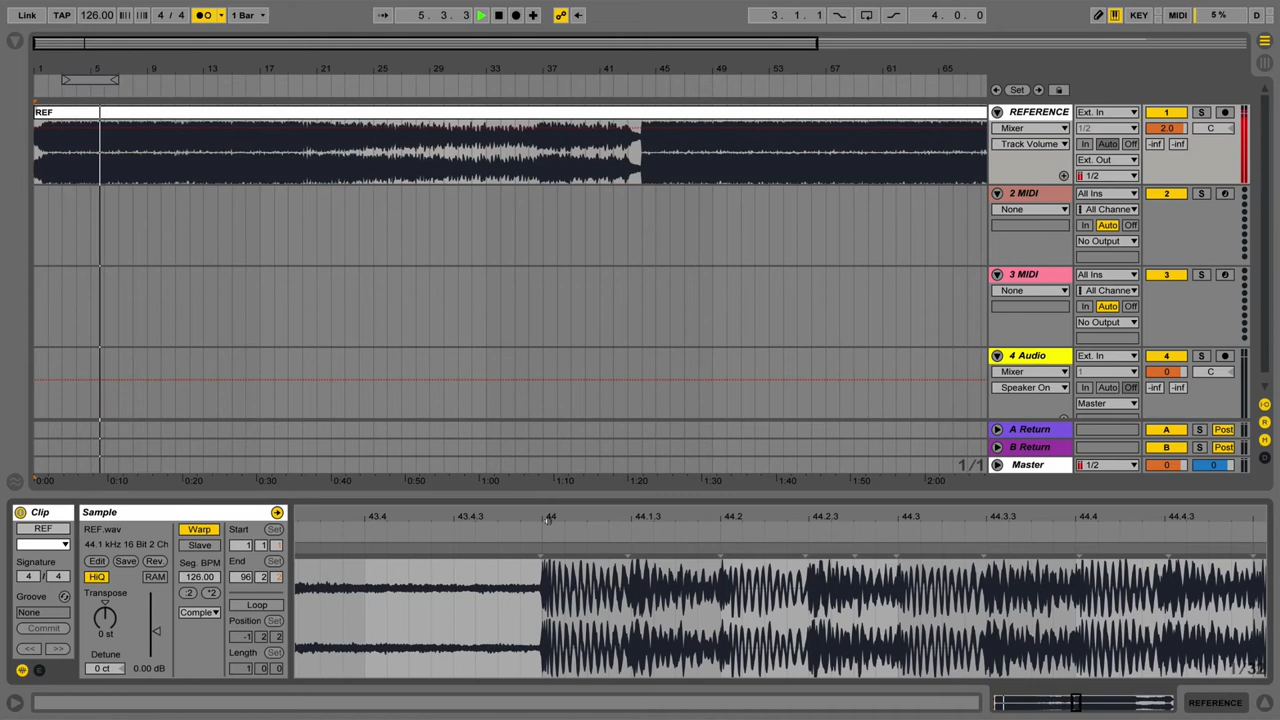 Link TAP 126.00 4 / 4 1 Bar 5. 3. 3 3. 1. 1 4. 0. 0 KEY MIDI 5 % D
1 5 9 13 17 21 25 29 33 37 41 45 49 53 57 61 65
Set
REF
REFERENCE Ext. In 1 S
Mixer 1/2 2.0 C
Track Volume In Auto Off -inf -inf
Ext. Out
1/2
2 MIDI All Ins 2 S
None All Channe
In Auto Off
No Output
3 MIDI All Ins 3 S
None All Channe
In Auto Off
No Output
4 Audio Ext. In 4 S
Mixer 1 0 C
Speaker On In Auto Off -inf -inf
Master
A Return A S Post
B Return B S Post
1/1 Master 1/2 0 0
0:00 0:10 0:20 0:30 0:40 0:50 1:00 1:10 1:20 1:30 1:40 1:50 2:00
Clip Sample
REF REF.wav Warp Start Set
44.1 kHz 16 Bit 2 Ch Slave 1 1 1
Signature Edit Save Rev. Seg. BPM End Set
4 / 4 HiQ RAM 126.00 96 2 2
Groove Transpose :2 *2
None 0 st Comple Loop
Commit Position Set
<< >> -1 2 2
Detune Length Set
0 ct 0.00 dB 1 0 0
43.4 43.4.3 44 44.1.3 44.2 44.2.3 44.3 44.3.3 44.4 44.4.3
1/32
REFERENCE